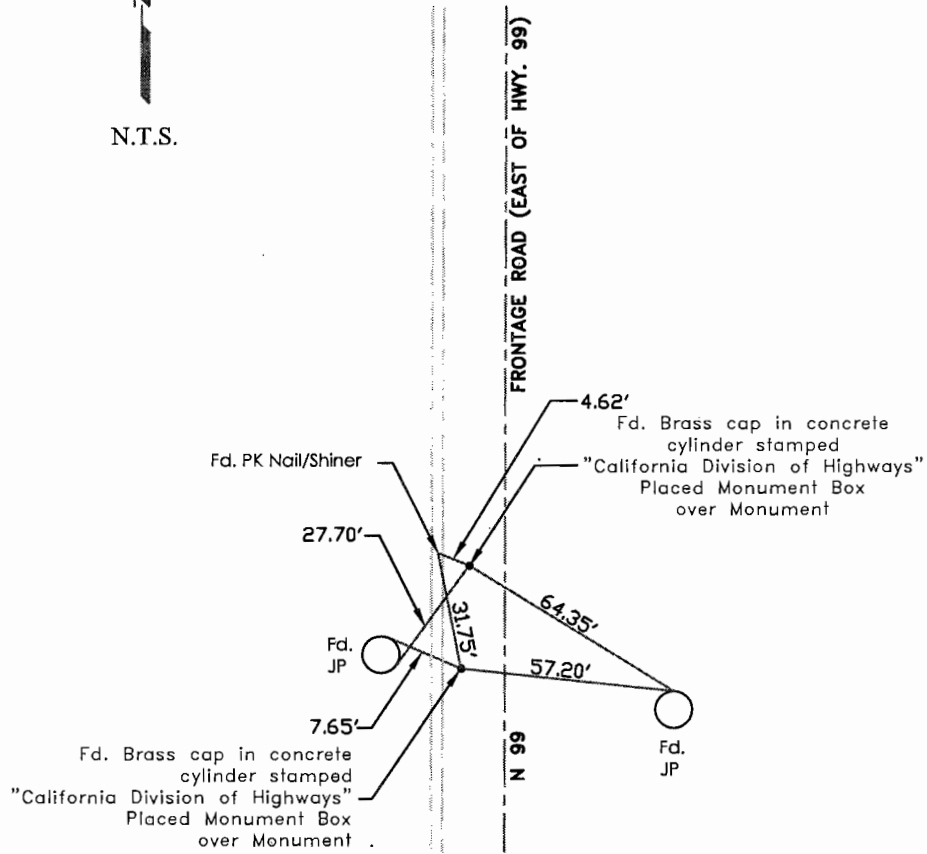 N.T.S.
FRONTAGE ROAD (EAST OF HWY. 99)
4.62'
Fd. Brass cap in concrete
cylinder stamped
"California Division of Highways"
Placed Monument Box
over Monument
Fd. PK Nail/Shiner
27.70'
31.75'
64.35'
Fd.
JP
57.20'
7.65'
Fd.
JP
N 99
Fd. Brass cap in concrete
cylinder stamped
"California Division of Highways"
Placed Monument Box
over Monument